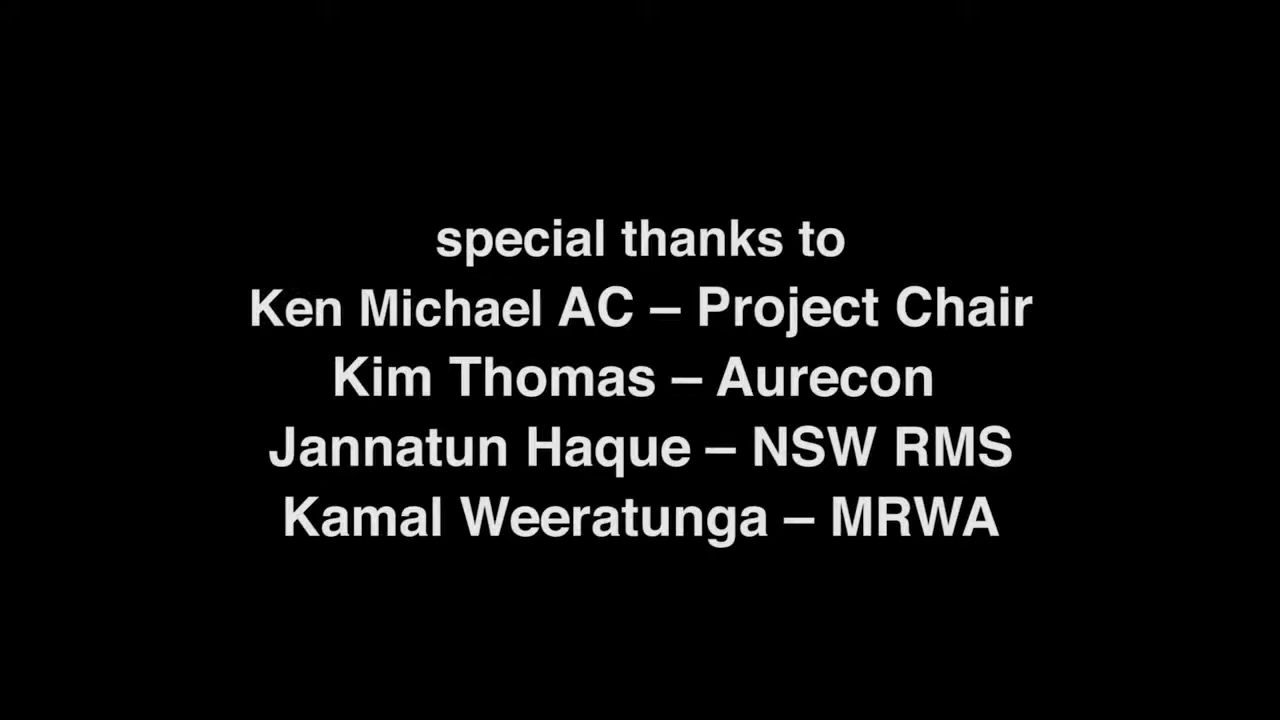 special thanks to
Ken Michael AC – Project Chair
Kim Thomas – Aurecon
Jannatun Haque – NSW RMS
Kamal Weeratunga – MRWA